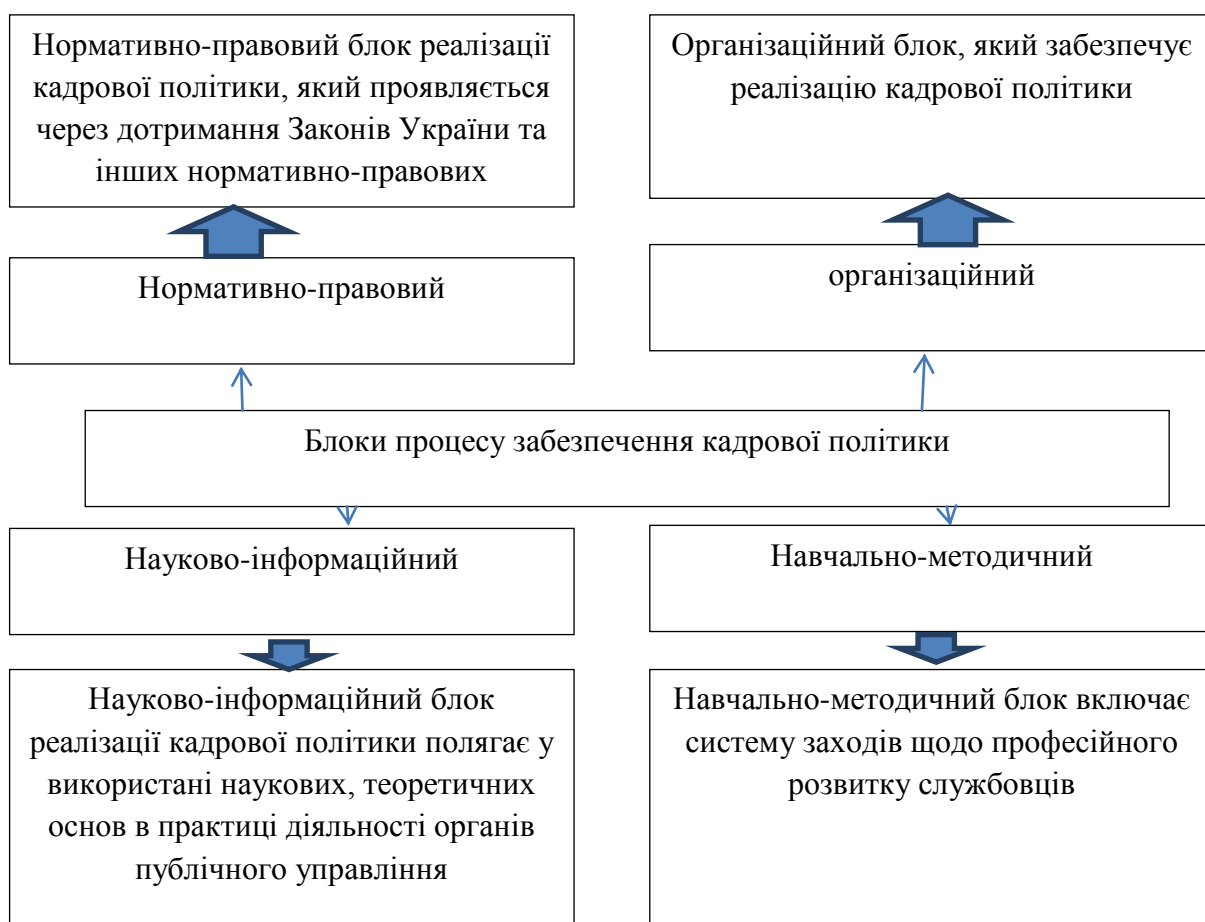 Нормативно-правовий блок реалізації
кадрової політики, який проявляється
через дотримання Законів України та
інших нормативно-правових
Організаційний блок, який забезпечує
реалізацію кадрової політики
Нормативно-правовий
організаційний
Блоки процесу забезпечення кадрової політики
Науково-інформаційний
Навчально-методичний
Науково-інформаційний блок
реалізації кадрової політики полягає у
використані наукових, теоретичних
основ в практиці діяльності органів
публічного управління
Навчально-методичний блок включає
систему заходів щодо професійного
розвитку службовців